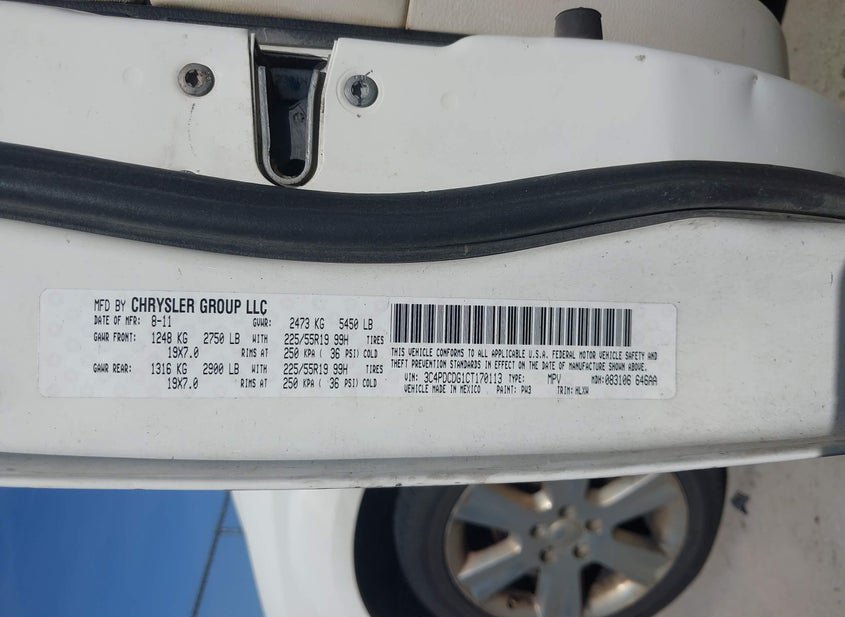 MFD BY CHRYSLER GROUP LLC
DATE OF MFR: 8-11 GVWR: 2473 KG 5450 LB
GAWR FRONT: 1248 KG 2750 LB WITH 225/55R19 99H TIRES
19X7.0 RIMS AT 250 KPA ( 36 PSI) COLD
GAWR REAR: 1316 KG 2900 LB WITH 225/55R19 99H TIRES
19X7.0 RIMS AT 250 KPA ( 36 PSI) COLD
THIS VEHICLE CONFORMS TO ALL APPLICABLE U.S.A. FEDERAL MOTOR VEHICLE SAFETY AND
THEFT PREVENTION STANDARDS IN EFFECT ON THE DATE OF MANUFACTURE SHOWN ABOVE.
VIN: 3C4PDCDG1CT170113 TYPE: MPV MDH: 083106 646AA
VEHICLE MADE IN MEXICO PAINT: PW3 TRIM: HLXW